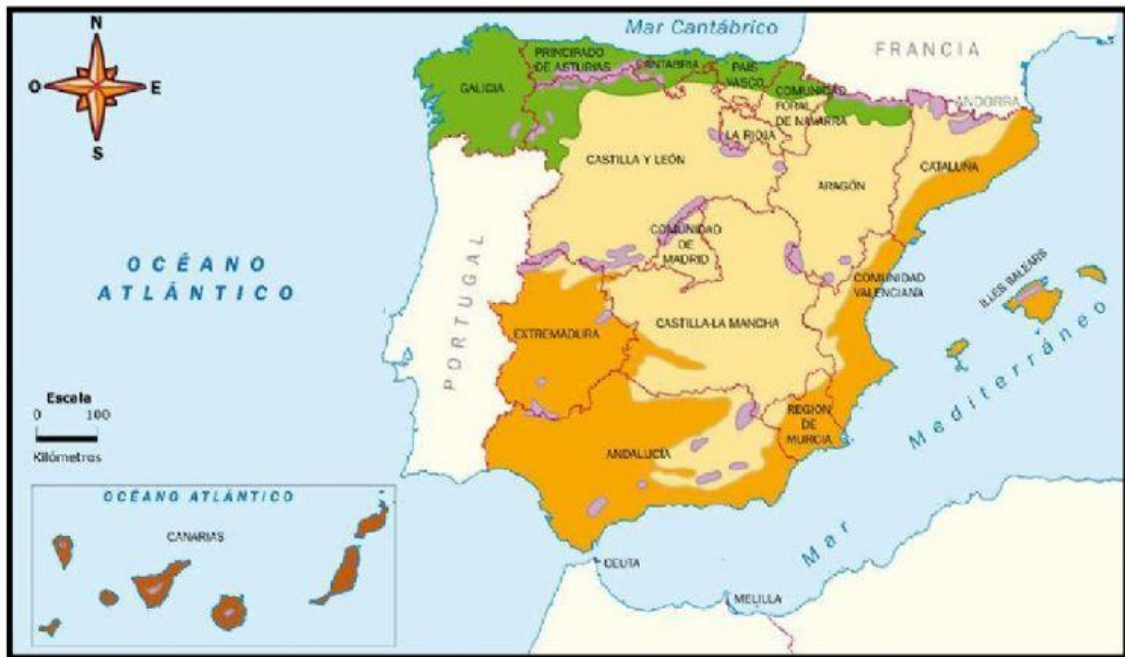 N
O
E
S
Mar Cantábrico
FRANCIA
ANDORRA
PRINCIPADO
DE ASTURIAS
CANTABRIA
PAÍS
VASCO
GALICIA
COMUNIDAD
FORAL
DE NAVARRA
LA RIOJA
CASTILLA Y LEÓN
CATALUÑA
ARAGÓN
COMUNIDAD
DE
MADRID
OCÉANO
ATLÁNTICO
PORTUGAL
COMUNIDAD
VALENCIANA
ILLES BALEARS
EXTREMADURA
CASTILLA-LA MANCHA
Mar Mediterráneo
REGIÓN
DE
MURCIA
ANDALUCÍA
Escala
0 100
Kilómetros
OCÉANO ATLÁNTICO
CANARIAS
CEUTA
MELILLA